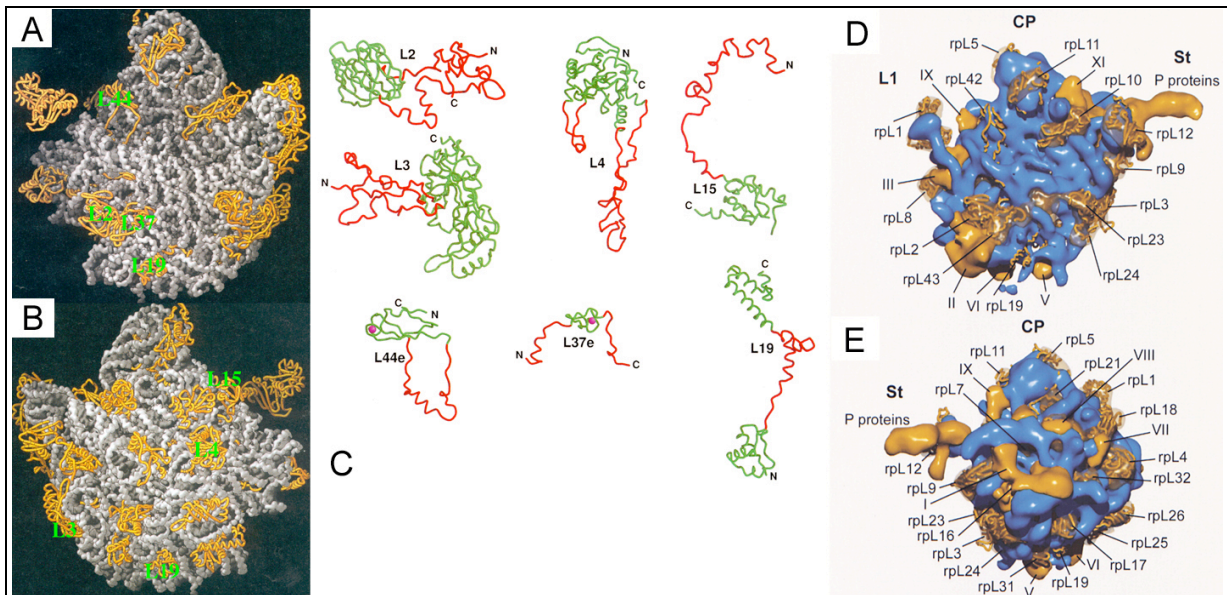 A
L44
L2
L37
L19
B
L15
L4
L3
L19
C
L2
N
C
N
C
L4
N
L15
C
C
L3
N
C
N
L44e
L37e
N
C
C
L19
N
D
CP
rpL5
rpL11
XI
St
L1
IX
rpL42
rpL10
P proteins
rpL1
rpL12
rpL9
III
rpL3
rpL8
rpL2
rpL23
rpL43
rpL24
II
VI
rpL19
V
E
CP
rpL11
rpL5
VIII
IX
rpL21
St
rpL7
rpL1
P proteins
rpL18
VII
rpL4
rpL12
rpL32
rpL9
I
rpL26
rpL23
rpL16
rpL25
rpL3
VI
rpL17
rpL24
rpL31
V
rpL19